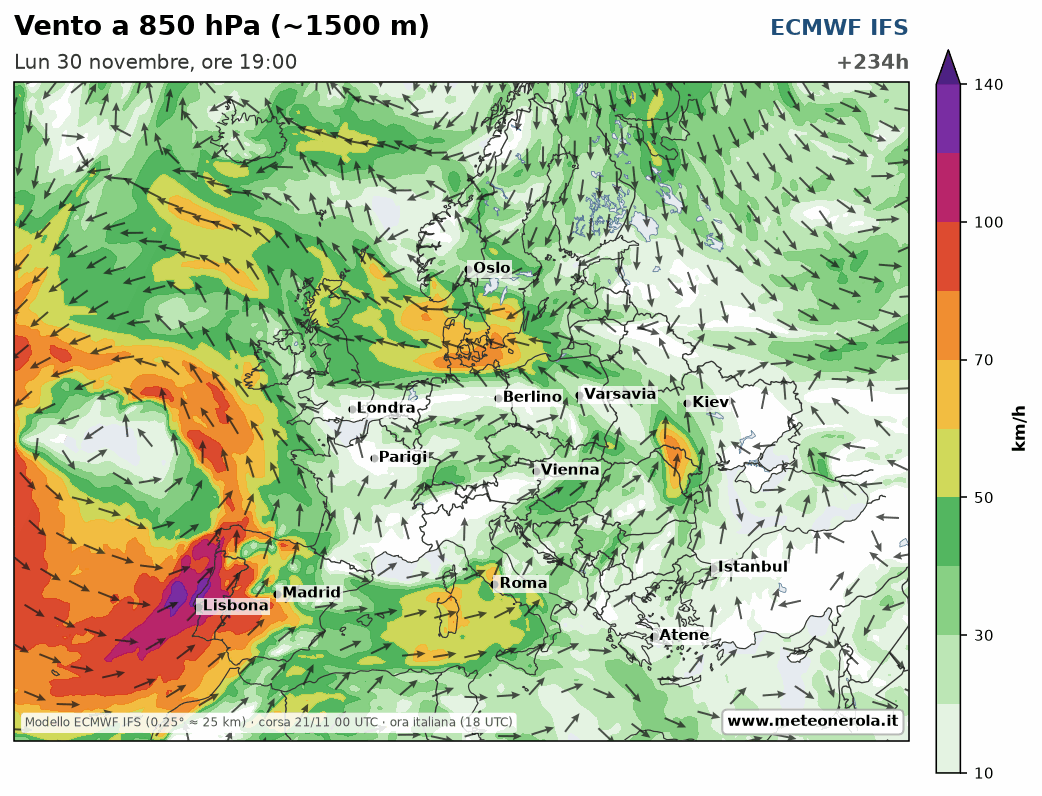 Vento a 850 hPa (~1500 m)
ECMWF IFS
Lun 30 novembre, ore 19:00
+234h
140
100
70
50
30
10
km/h
Oslo
Londra
Berlino
Varsavia
Kiev
Parigi
Vienna
Istanbul
Roma
Madrid
Lisbona
Atene
Modello ECMWF IFS (0,25° ≈ 25 km) · corsa 21/11 00 UTC · ora italiana (18 UTC)
www.meteonerola.it